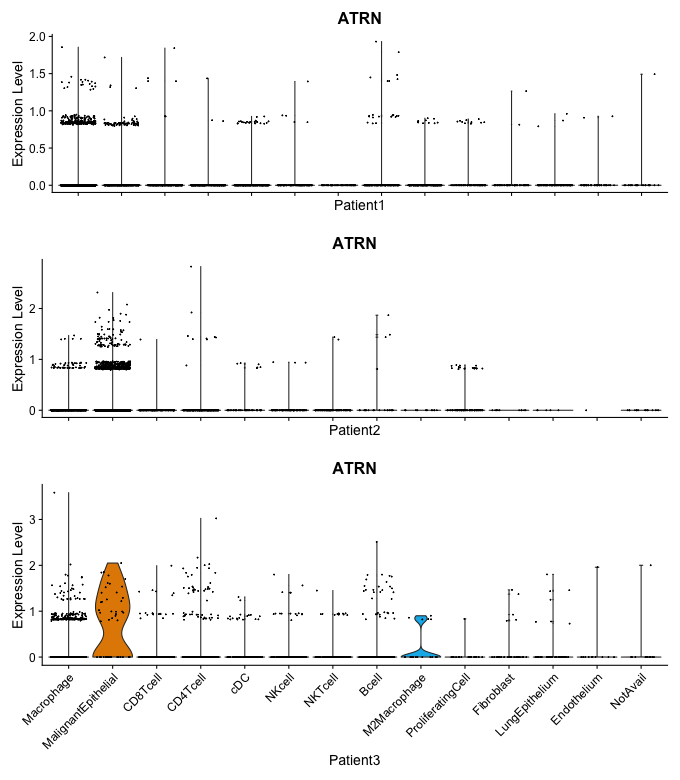 ATRN
Expression Level
2.0
1.5
1.0
0.5
0.0
Patient1
ATRN
Expression Level
2
1
0
Patient2
ATRN
Expression Level
3
2
1
0
Macrophage
MalignantEpithelial
CD8Tcell
CD4Tcell
cDC
NKcell
NKTcell
Bcell
M2Macrophage
ProliferatingCell
Fibroblast
LungEpithelium
Endothelium
NotAvail
Patient3